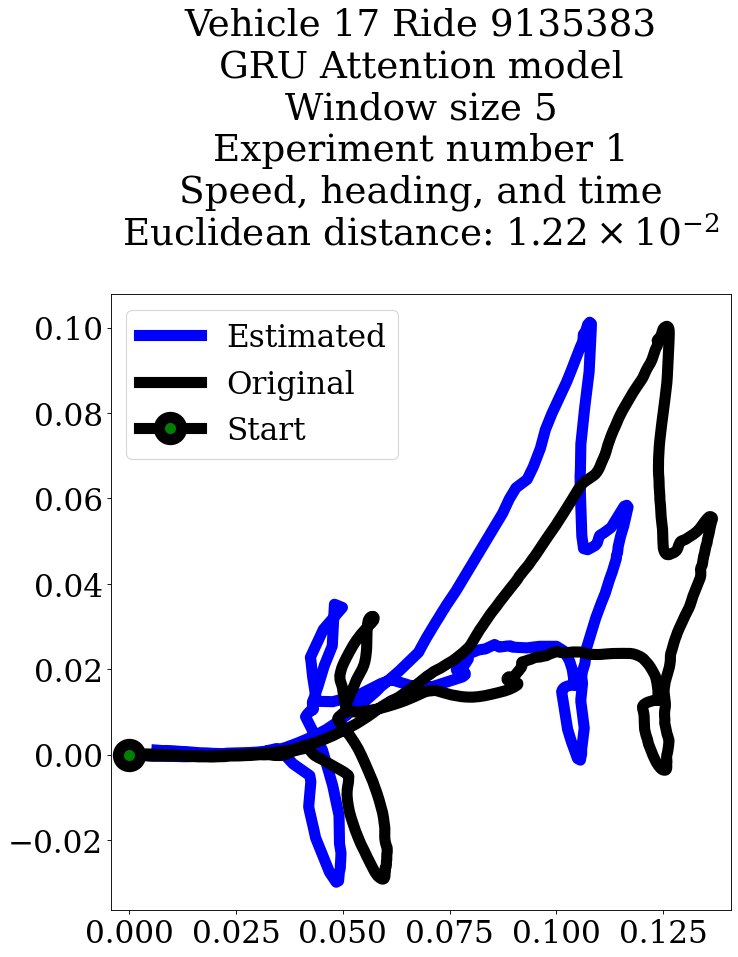 Vehicle 17 Ride 9135383
GRU Attention model
Window size 5
Experiment number 1
Speed, heading, and time
Euclidean distance: 1.22 × 10⁻²
Estimated
Original
Start
0.10
0.08
0.06
0.04
0.02
0.00
−0.02
0.000 0.025 0.050 0.075 0.100 0.125